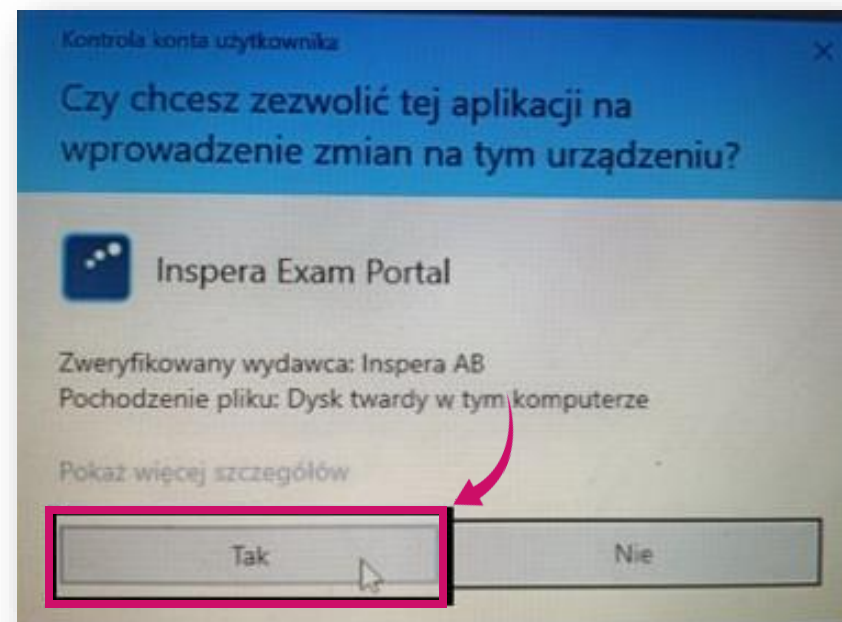 Kontrola konta użytkownika
Czy chcesz zezwolić tej aplikacji na
wprowadzenie zmian na tym urządzeniu?
Inspera Exam Portal
Zweryfikowany wydawca: Inspera AB
Pochodzenie pliku: Dysk twardy w tym komputerze
Pokaż więcej szczegółów
Tak
Nie